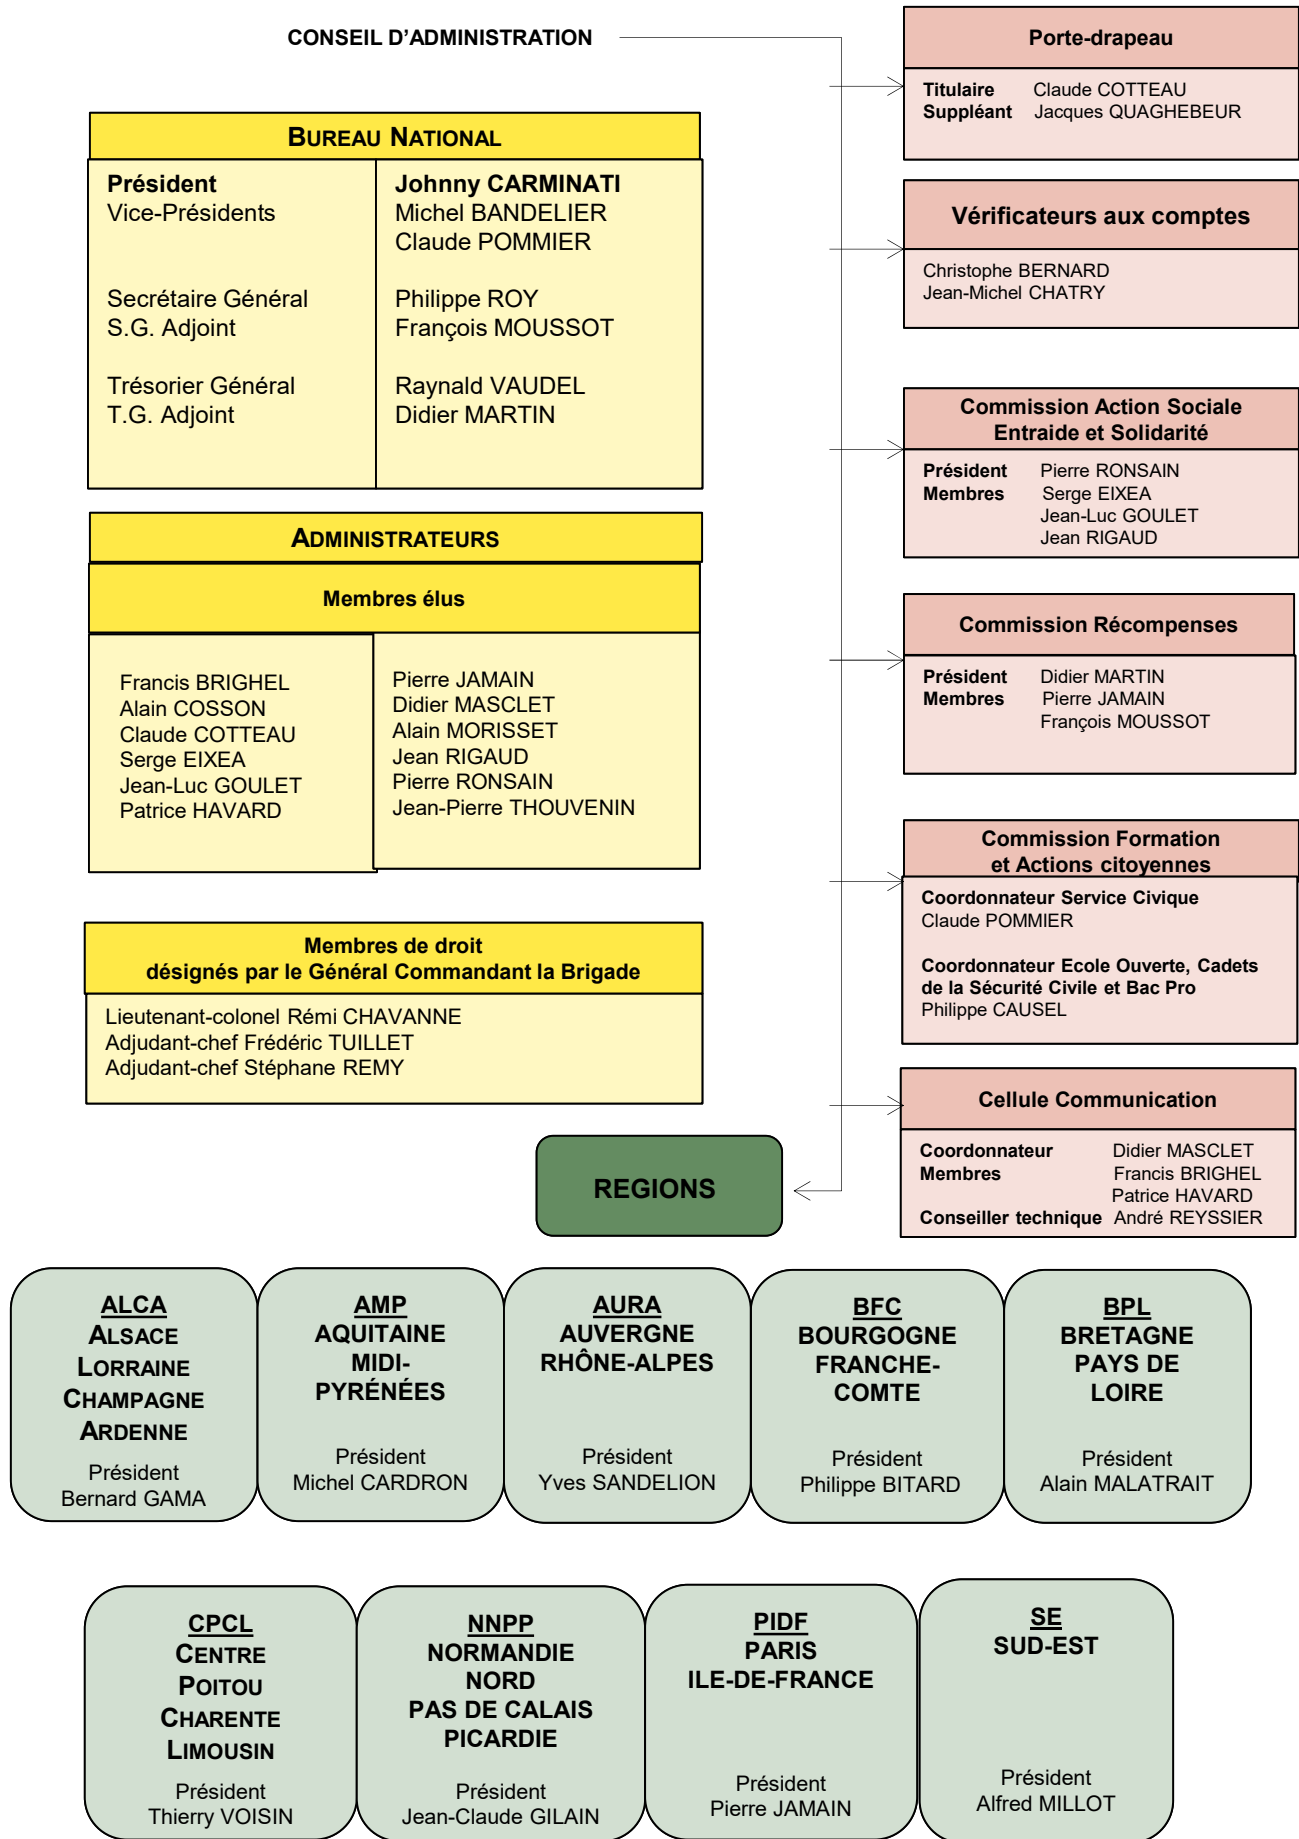 CONSEIL D'ADMINISTRATION
BUREAU NATIONAL
Président Johnny CARMINATI
Vice-Présidents Michel BANDELIER
Claude POMMIER
Secrétaire Général Philippe ROY
S.G. Adjoint François MOUSSOT
Trésorier Général Raynald VAUDEL
T.G. Adjoint Didier MARTIN
ADMINISTRATEURS
Membres élus
Francis BRIGHEL
Alain COSSON
Claude COTTEAU
Serge EIXEA
Jean-Luc GOULET
Patrice HAVARD
Pierre JAMAIN
Didier MASCLET
Alain MORISSET
Jean RIGAUD
Pierre RONSAIN
Jean-Pierre THOUVENIN
Membres de droit
désignés par le Général Commandant la Brigade
Lieutenant-colonel Rémi CHAVANNE
Adjudant-chef Frédéric TUILLET
Adjudant-chef Stéphane REMY
Porte-drapeau
Titulaire Claude COTTEAU
Suppléant Jacques QUAGHEBEUR
Vérificateurs aux comptes
Christophe BERNARD
Jean-Michel CHATRY
Commission Action Sociale
Entraide et Solidarité
Président Pierre RONSAIN
Membres Serge EIXEA
Jean-Luc GOULET
Jean RIGAUD
Commission Récompenses
Président Didier MARTIN
Membres Pierre JAMAIN
François MOUSSOT
Commission Formation
et Actions citoyennes
Coordonnateur Service Civique
Claude POMMIER
Coordonnateur Ecole Ouverte, Cadets
de la Sécurité Civile et Bac Pro
Philippe CAUSEL
Cellule Communication
Coordonnateur Didier MASCLET
Membres Francis BRIGHEL
Patrice HAVARD
Conseiller technique André REYSSIER
REGIONS
ALCA
ALSACE
LORRAINE
CHAMPAGNE
ARDENNE
Président
Bernard GAMA
AMP
AQUITAINE
MIDI-
PYRÉNÉES
Président
Michel CARDRON
AURA
AUVERGNE
RHÔNE-ALPES
Président
Yves SANDELION
BFC
BOURGOGNE
FRANCHE-
COMTE
Président
Philippe BITARD
BPL
BRETAGNE
PAYS DE
LOIRE
Président
Alain MALATRAIT
CPCL
CENTRE
POITOU
CHARENTE
LIMOUSIN
Président
Thierry VOISIN
NNPP
NORMANDIE
NORD
PAS DE CALAIS
PICARDIE
Président
Jean-Claude GILAIN
PIDF
PARIS
ILE-DE-FRANCE
Président
Pierre JAMAIN
SE
SUD-EST
Président
Alfred MILLOT